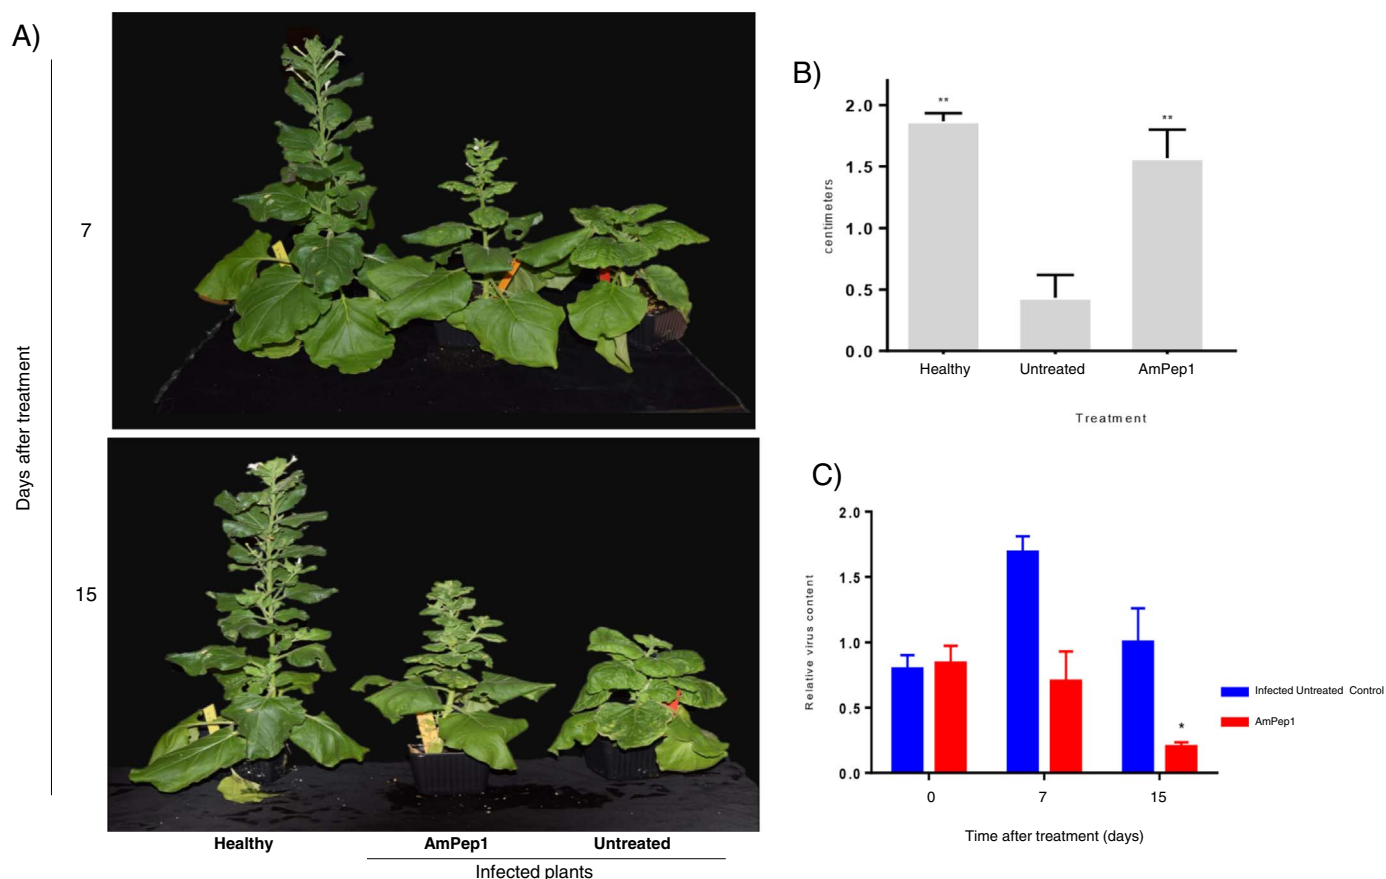 A)
Days after treatment
7
15
Healthy
AmPep1
Untreated
Infected plants
B)
centimeters
2.0
1.5
1.0
0.5
0.0
**
**
Healthy
Untreated
AmPep1
Treatment
C)
Relative virus content
2.0
1.5
1.0
0.5
0.0
*
0
7
15
Time after treatment (days)
Infected Untreated Control
AmPep1